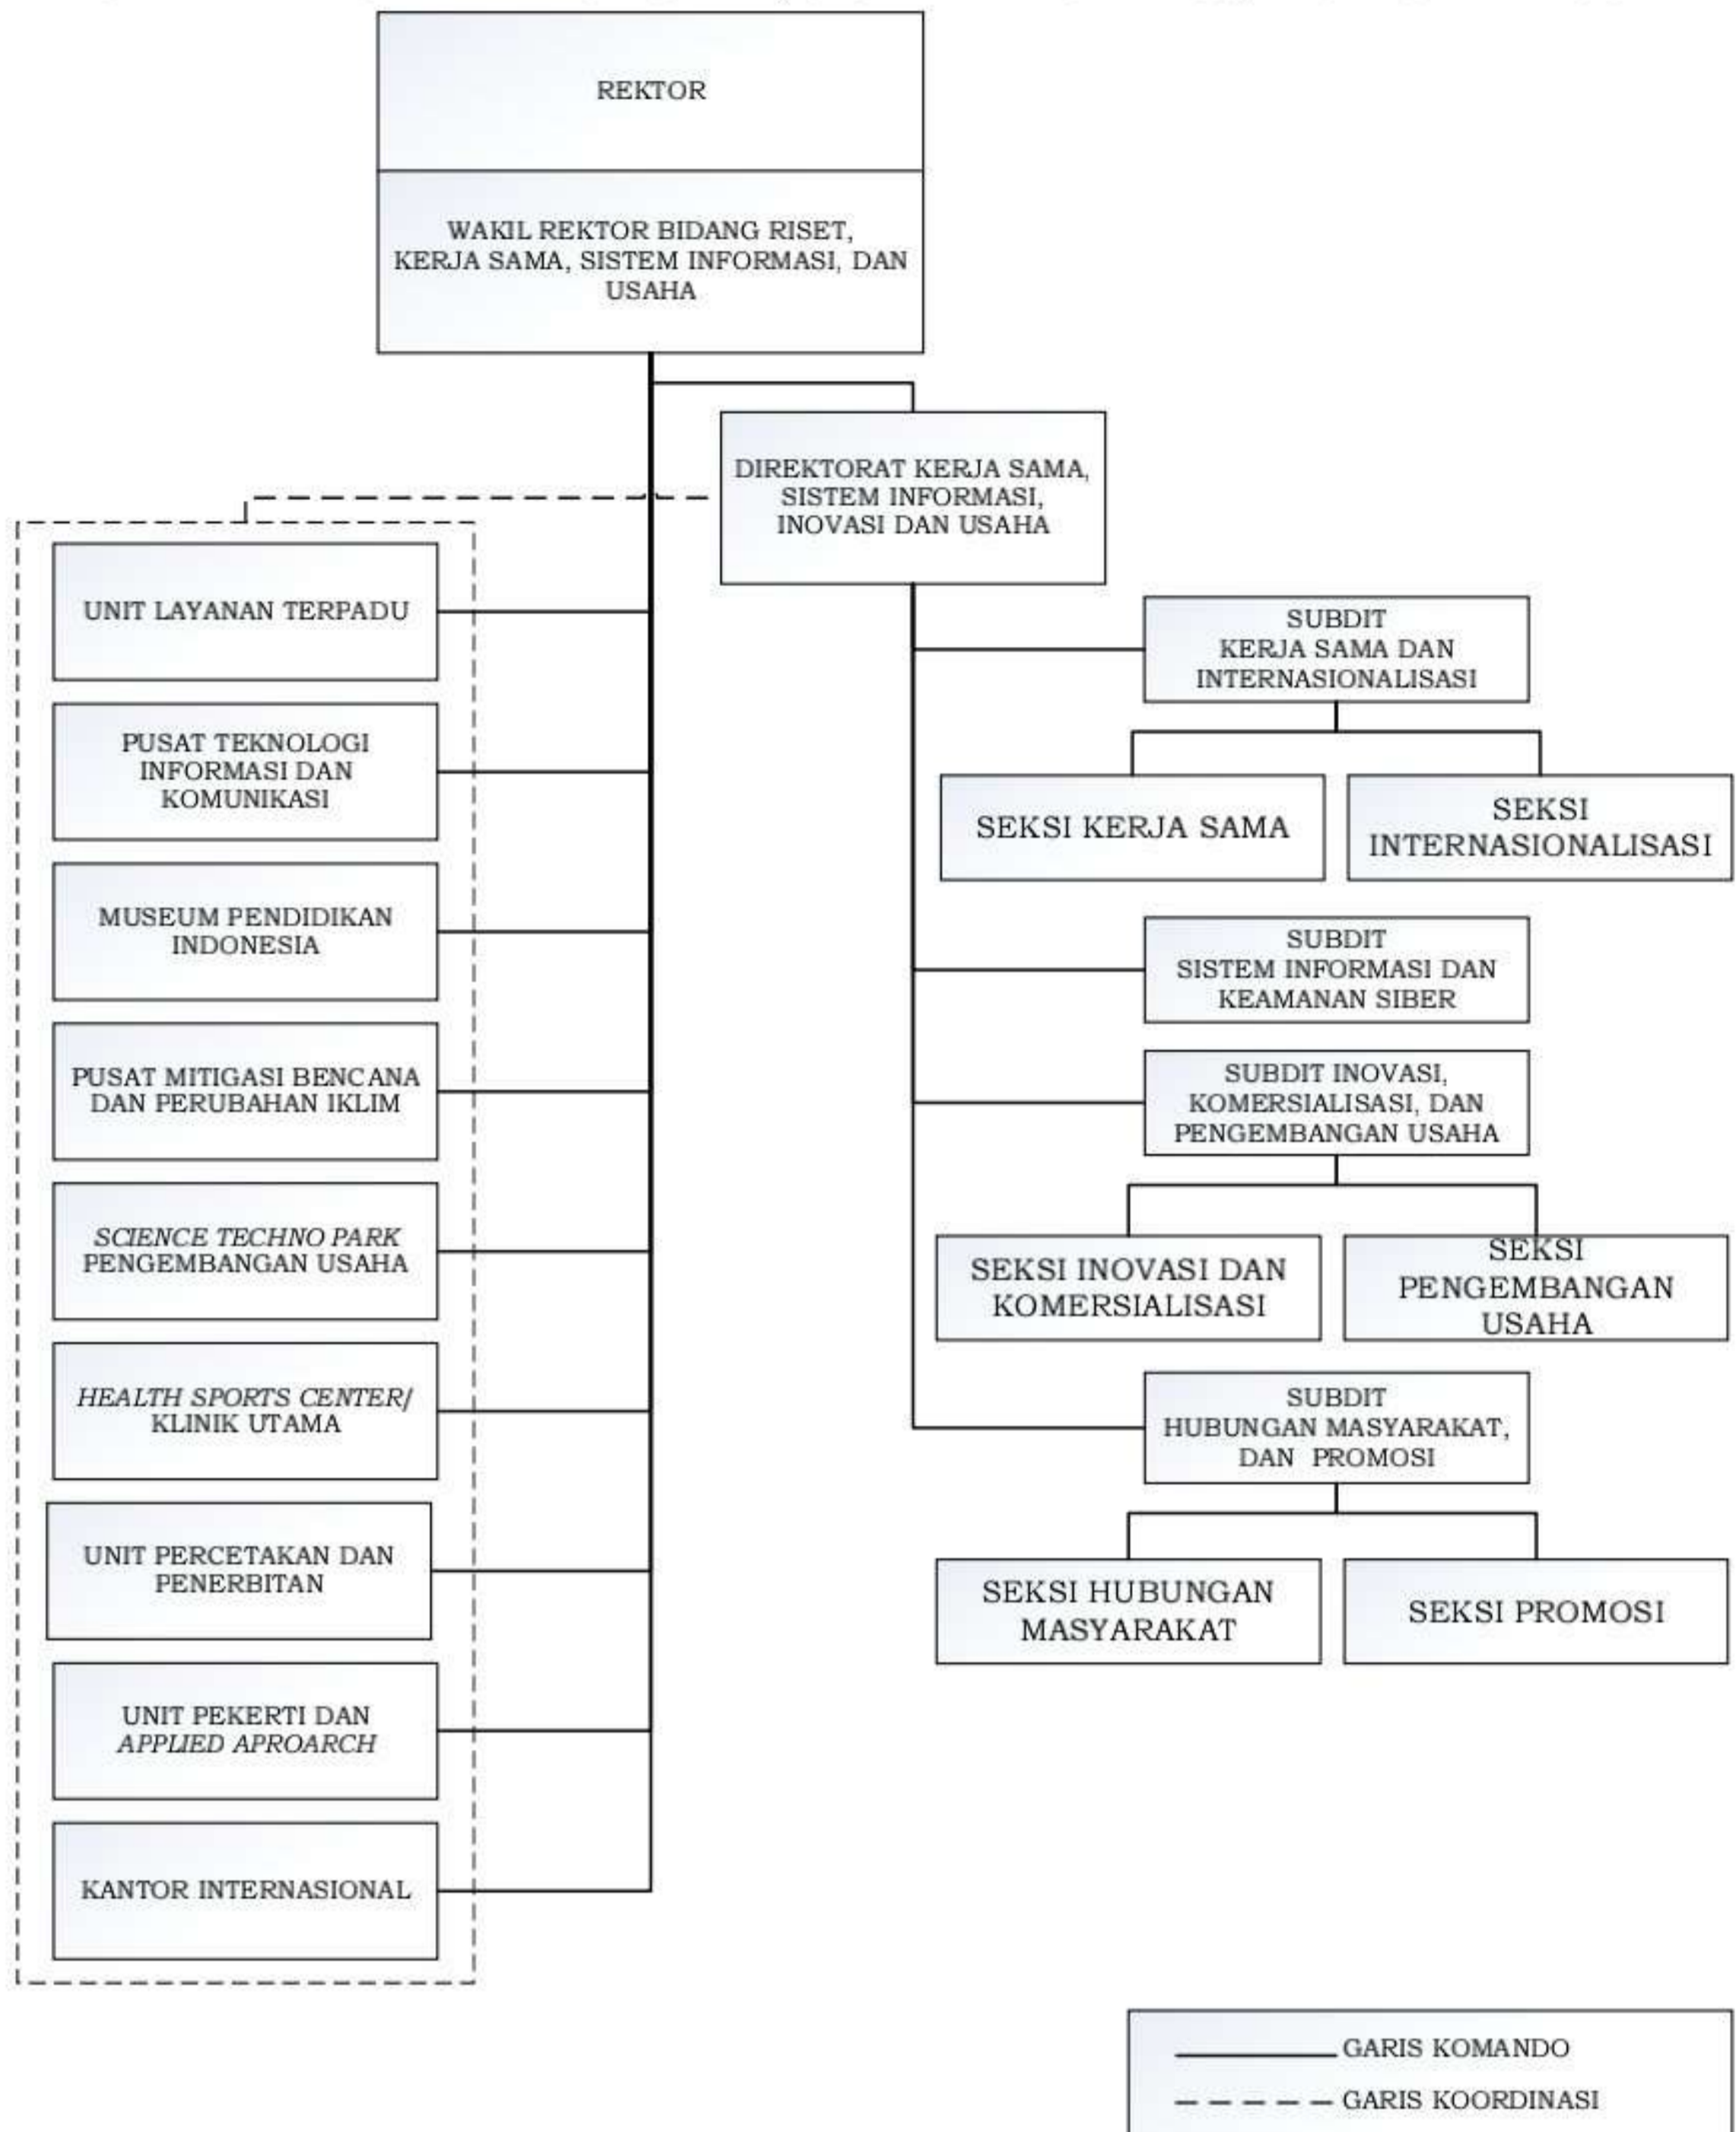 REKTOR
WAKIL REKTOR BIDANG RISET,
KERJA SAMA, SISTEM INFORMASI, DAN
USAHA
DIREKTORAT KERJA SAMA,
SISTEM INFORMASI,
INOVASI DAN USAHA
UNIT LAYANAN TERPADU
PUSAT TEKNOLOGI
INFORMASI DAN
KOMUNIKASI
MUSEUM PENDIDIKAN
INDONESIA
PUSAT MITIGASI BENCANA
DAN PERUBAHAN IKLIM
SCIENCE TECHNO PARK
PENGEMBANGAN USAHA
HEALTH SPORTS CENTER/
KLINIK UTAMA
UNIT PERCETAKAN DAN
PENERBITAN
UNIT PEKERTI DAN
APPLIED APROARCH
KANTOR INTERNASIONAL
SUBDIT
KERJA SAMA DAN
INTERNASIONALISASI
SEKSI KERJA SAMA
SEKSI
INTERNASIONALISASI
SUBDIT
SISTEM INFORMASI DAN
KEAMANAN SIBER
SUBDIT INOVASI,
KOMERSIALISASI, DAN
PENGEMBANGAN USAHA
SEKSI INOVASI DAN
KOMERSIALISASI
SEKSI
PENGEMBANGAN
USAHA
SUBDIT
HUBUNGAN MASYARAKAT,
DAN PROMOSI
SEKSI HUBUNGAN
MASYARAKAT
SEKSI PROMOSI
GARIS KOMANDO
GARIS KOORDINASI